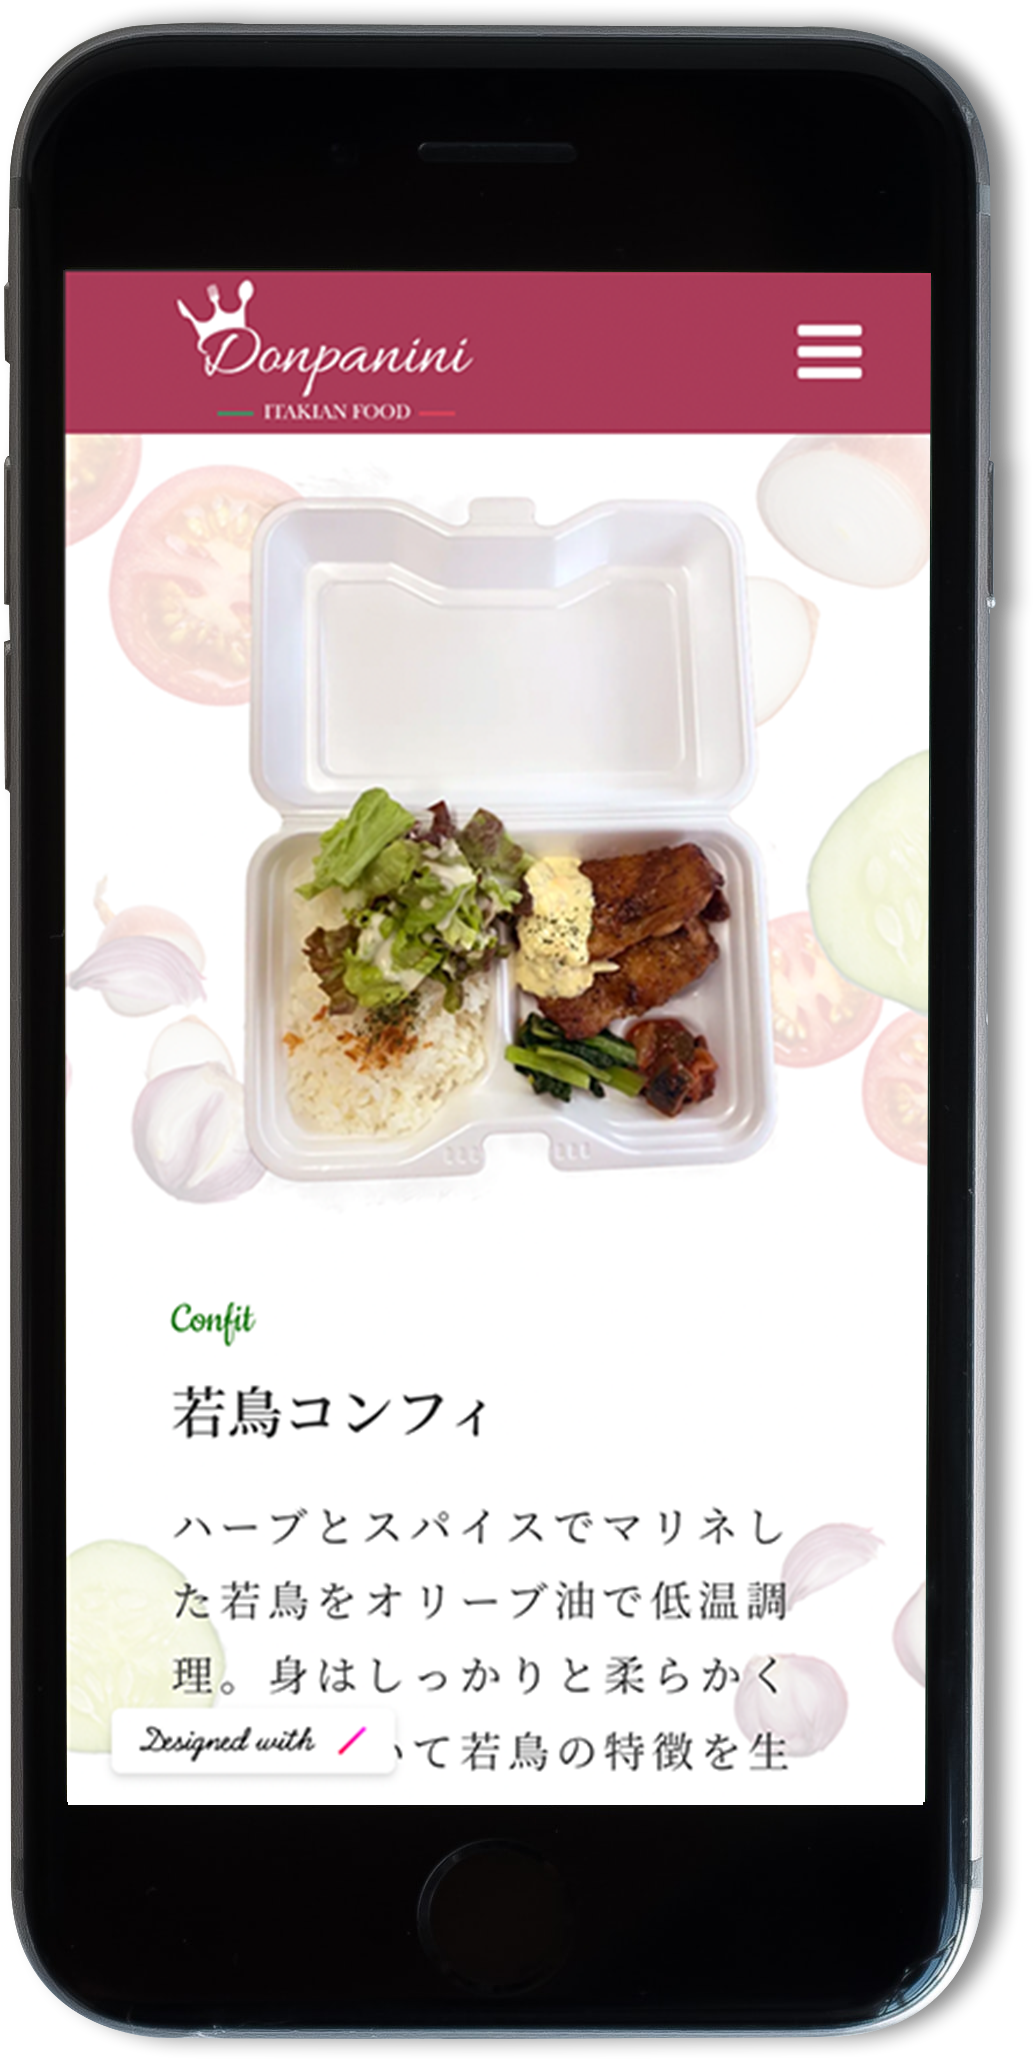 Donpanini
ITAKIAN FOOD
Confit
若鳥コンフィ
ハーブとスパイスでマリネし
た若鳥をオリーブ油で低温調
理。身はしっかりと柔らかく
いて若鳥の特徴を生
Designed with